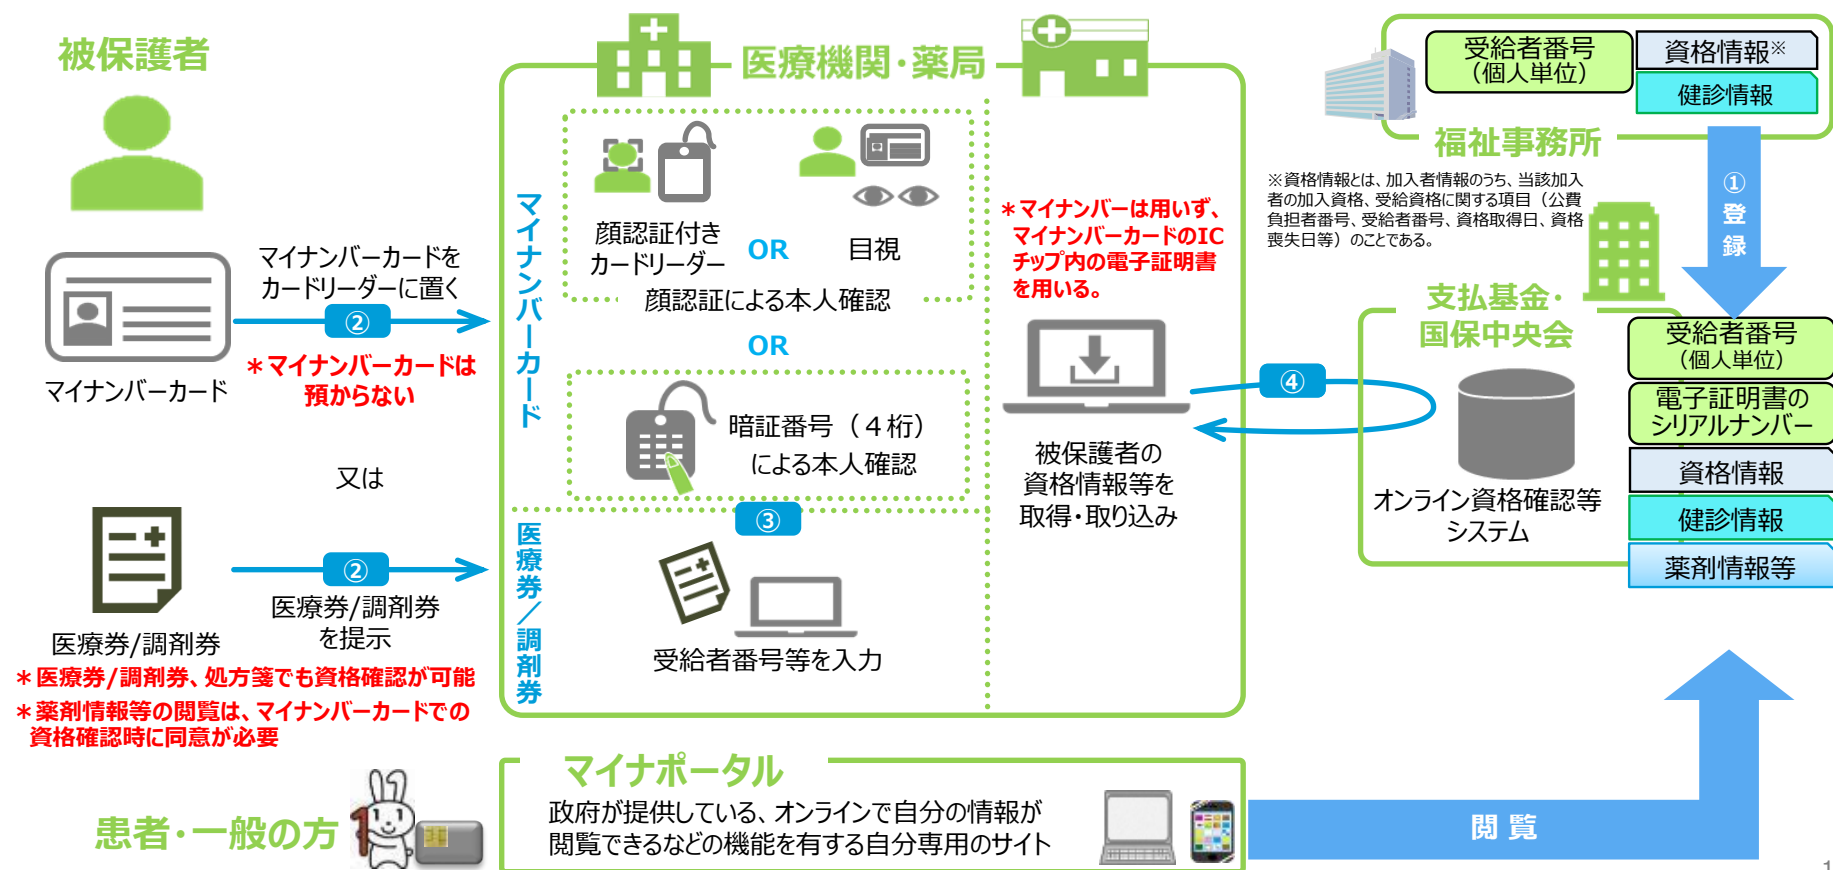 被保護者
マイナンバーカードを
カードリーダーに置く
②
＊マイナンバーカードは
預からない
マイナンバーカード
又は
②
医療券/調剤券
を提示
医療券/調剤券
＊医療券/調剤券、処方箋でも資格確認が可能
＊薬剤情報等の閲覧は、マイナンバーカードでの
資格確認時に同意が必要
医療機関・薬局
マイナンバーカード
顔認証付き
カードリーダー
OR
目視
顔認証による本人確認
OR
暗証番号（４桁）
による本人確認
③
医療券／調剤券
受給者番号等を入力
＊マイナンバーは用いず、
マイナンバーカードのIC
チップ内の電子証明書
を用いる。
被保護者の
資格情報等を
取得・取り込み
④
受給者番号
（個人単位）
資格情報※
健診情報
福祉事務所
※資格情報とは、加入者情報のうち、当該加入
者の加入資格、受給資格に関する項目（公費
負担者番号、受給者番号、資格取得日、資格
喪失日等）のことである。
①
登
録
支払基金・
国保中央会
オンライン資格確認等
システム
受給者番号
（個人単位）
電子証明書の
シリアルナンバー
資格情報
健診情報
薬剤情報等
患者・一般の方
1
マイナポータル
政府が提供している、オンラインで自分の情報が
閲覧できるなどの機能を有する自分専用のサイト
閲覧
1